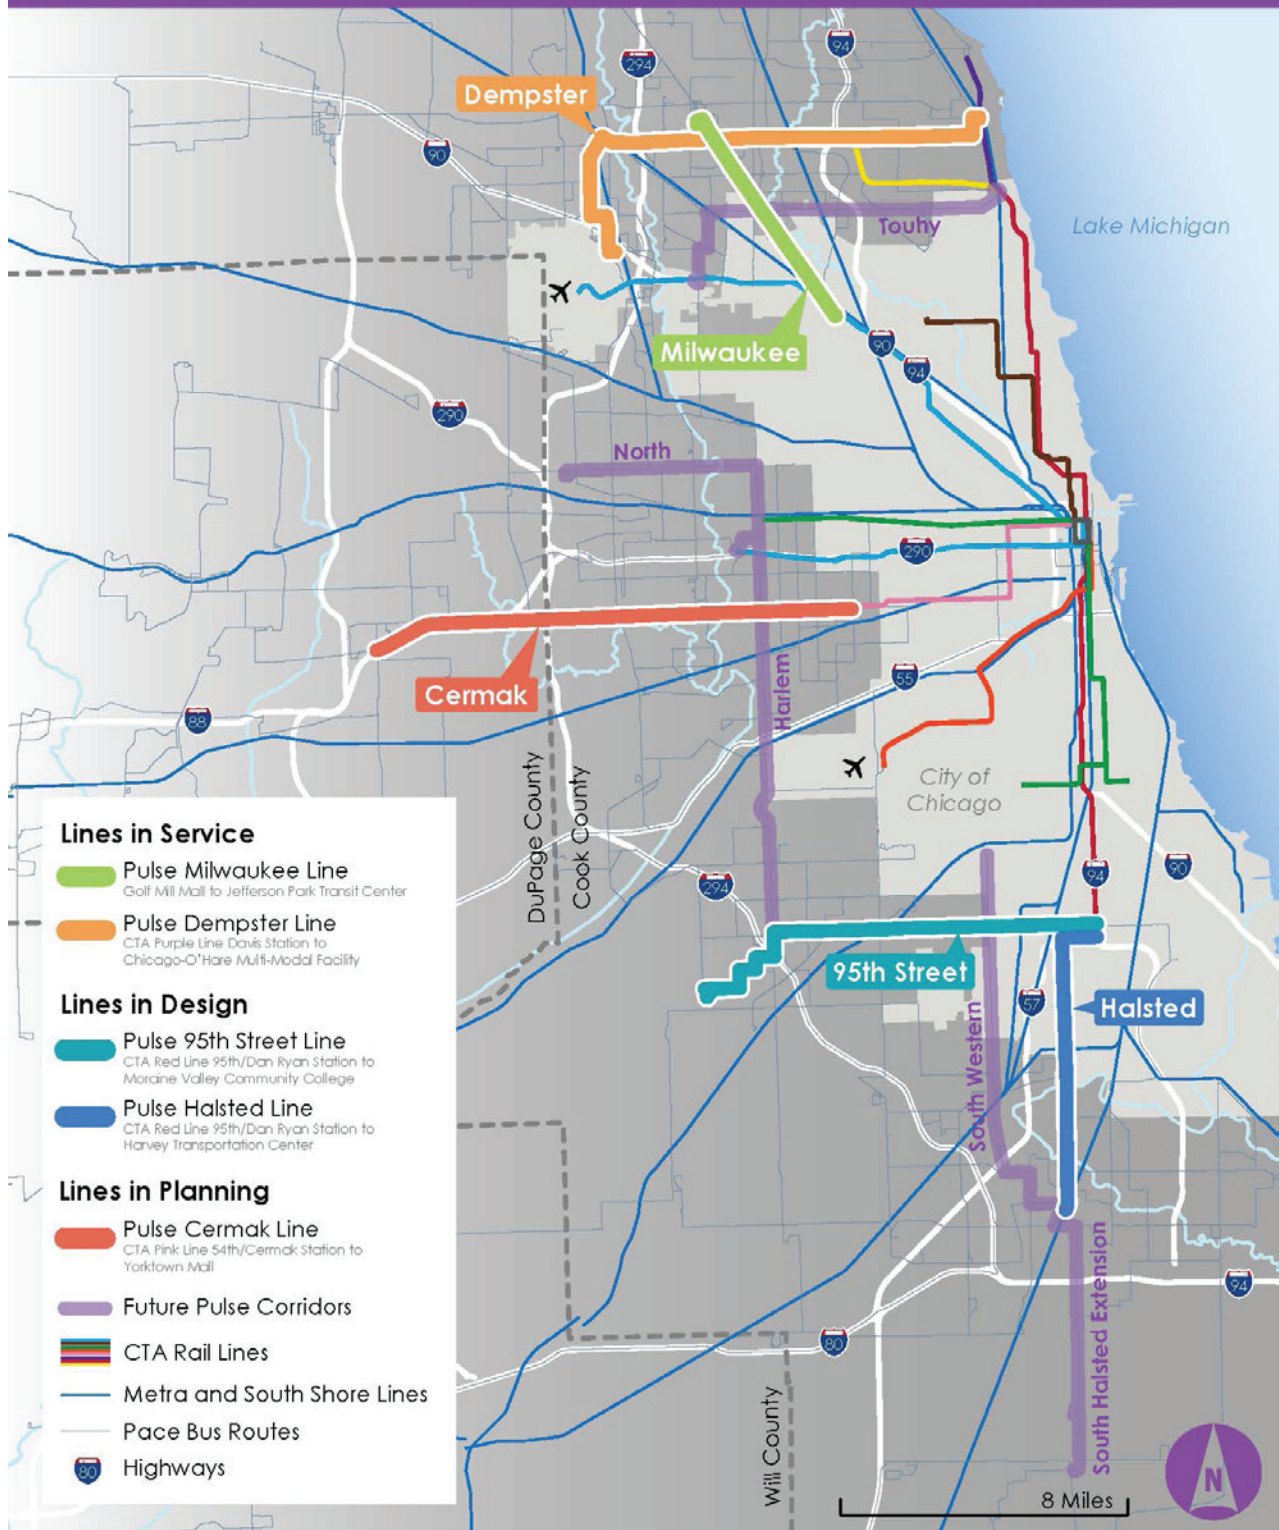 294
94
Dempster
90
Touhy
Lake Michigan
Milwaukee
90
94
290
North
290
Harlem
55
Cermak
88
DuPage County
Cook County
City of
Chicago
294
94
90
95th Street
57
Halsted
South Western
South Halsted Extension
94
80
Will County
8 Miles
N
Lines in Service
Pulse Milwaukee Line
Golf Mill Mall to Jefferson Park Transit Center
Pulse Dempster Line
CTA Purple Line Davis Station to
Chicago-O'Hare Multi-Modal Facility
Lines in Design
Pulse 95th Street Line
CTA Red Line 95th/Dan Ryan Station to
Moraine Valley Community College
Pulse Halsted Line
CTA Red Line 95th/Dan Ryan Station to
Harvey Transportation Center
Lines in Planning
Pulse Cermak Line
CTA Pink Line 54th/Cermak Station to
Yorktown Mall
Future Pulse Corridors
CTA Rail Lines
Metra and South Shore Lines
Pace Bus Routes
80
Highways